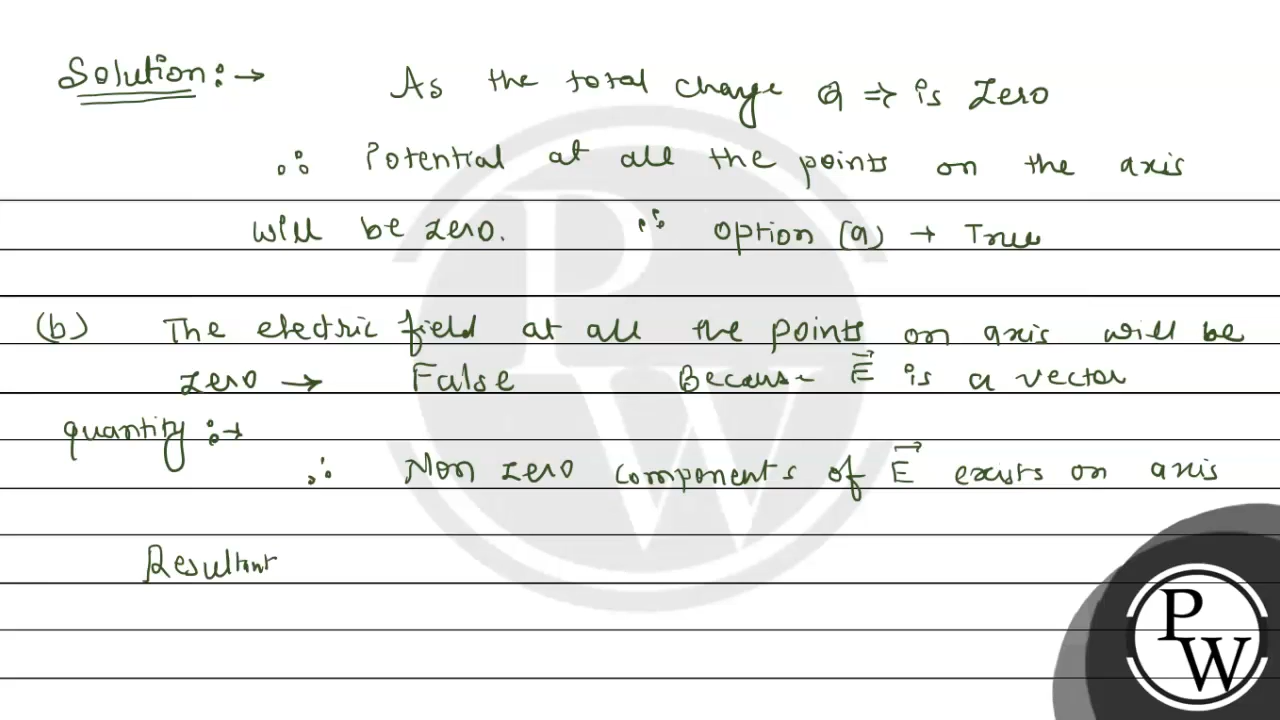 Solution:→ As the total charge Q ⇒ is zero
∴ Potential at all the points on the axis
will be zero. ∴ option (a) → True
(b) The electric field at all the points on axis will be
zero → False Because E⃗ is a vector
quantity :→
∴ Non zero components of E⃗ exists on axis
Resultant
P
W
P
W